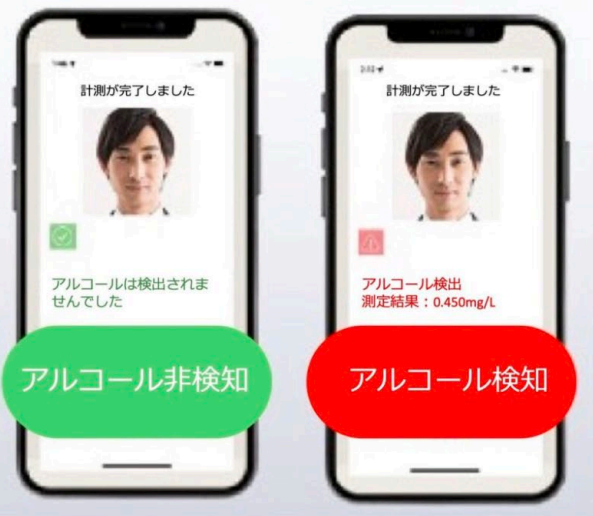 計測が完了しました
アルコールは検出されま
せんでした
アルコール非検知
計測が完了しました
アルコール検出
測定結果:0.450mg/L
アルコール検知